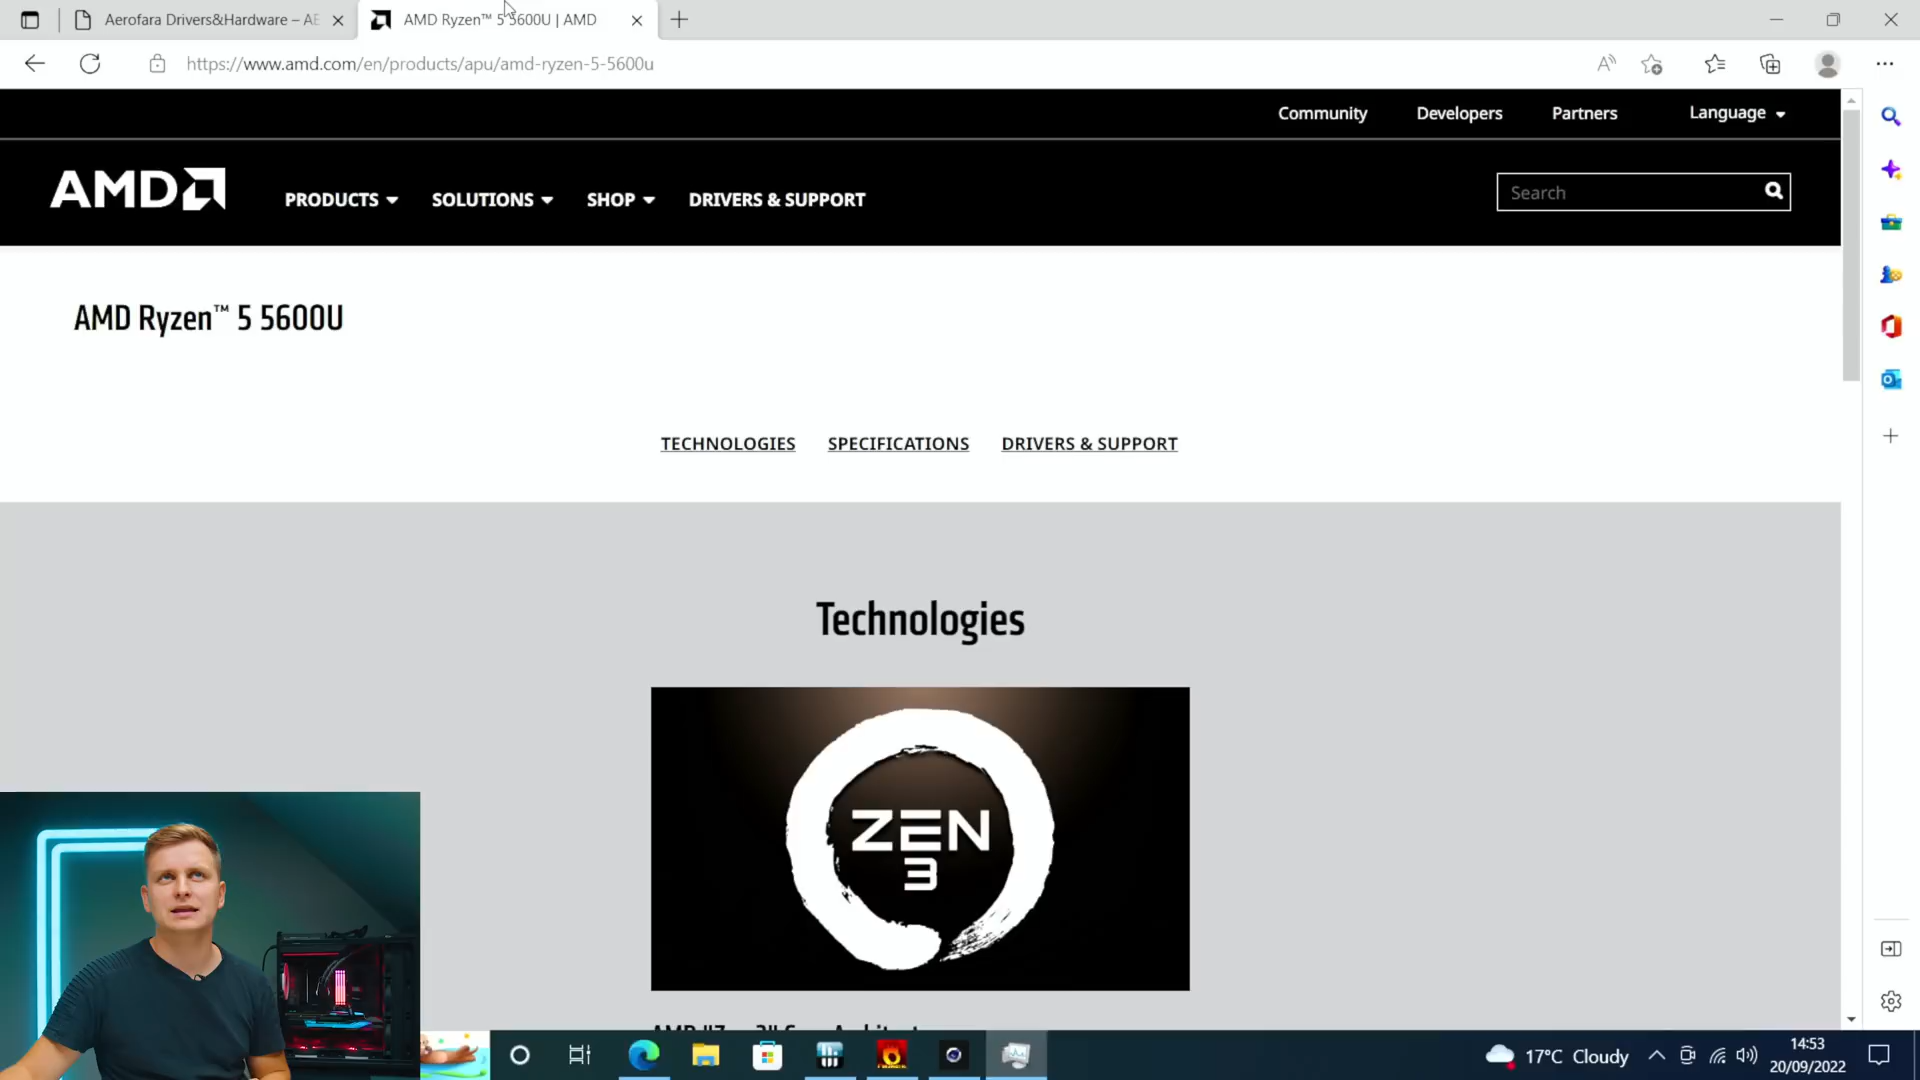 Aerofara Drivers&Hardware – AE
AMD Ryzen™ 5 5600U | AMD
https://www.amd.com/en/products/apu/amd-ryzen-5-5600u
Community
Developers
Partners
Language
AMD
PRODUCTS
SOLUTIONS
SHOP
DRIVERS & SUPPORT
Search
AMD Ryzen™ 5 5600U
TECHNOLOGIES
SPECIFICATIONS
DRIVERS & SUPPORT
Technologies
ZEN
3
17°C Cloudy
14:53
20/09/2022